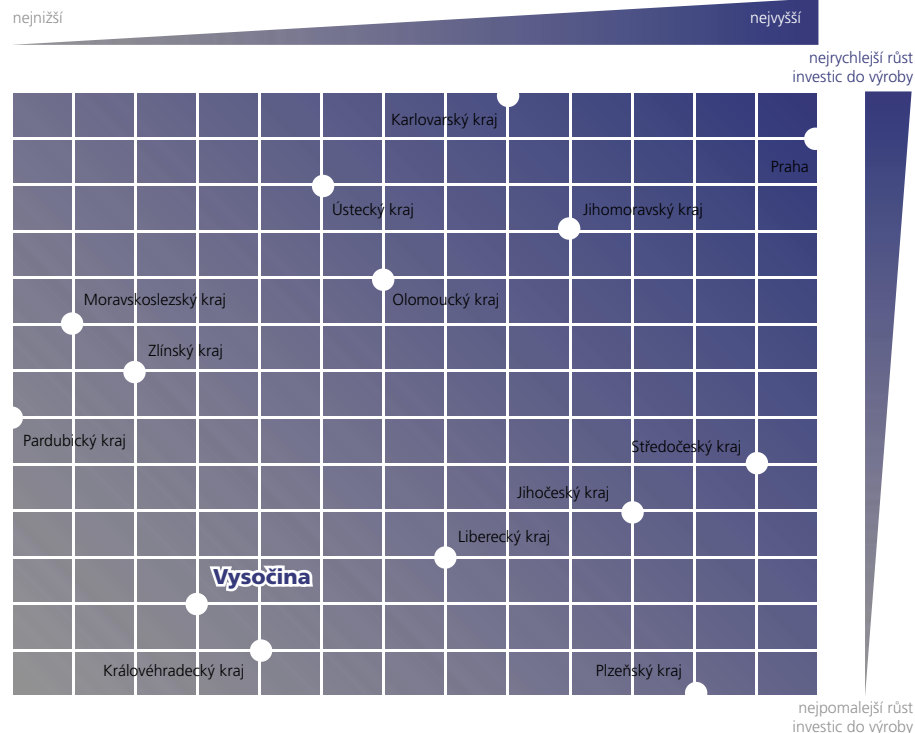 nejnižší
nejvyšší
nejrychlejší růst
investic do výroby
Karlovarský kraj
Praha
Ústecký kraj
Jihomoravský kraj
Moravskoslezský kraj
Olomoucký kraj
Zlínský kraj
Pardubický kraj
Středočeský kraj
Jihočeský kraj
Liberecký kraj
Vysočina
Královéhradecký kraj
Plzeňský kraj
nejpomalejší růst
investic do výroby